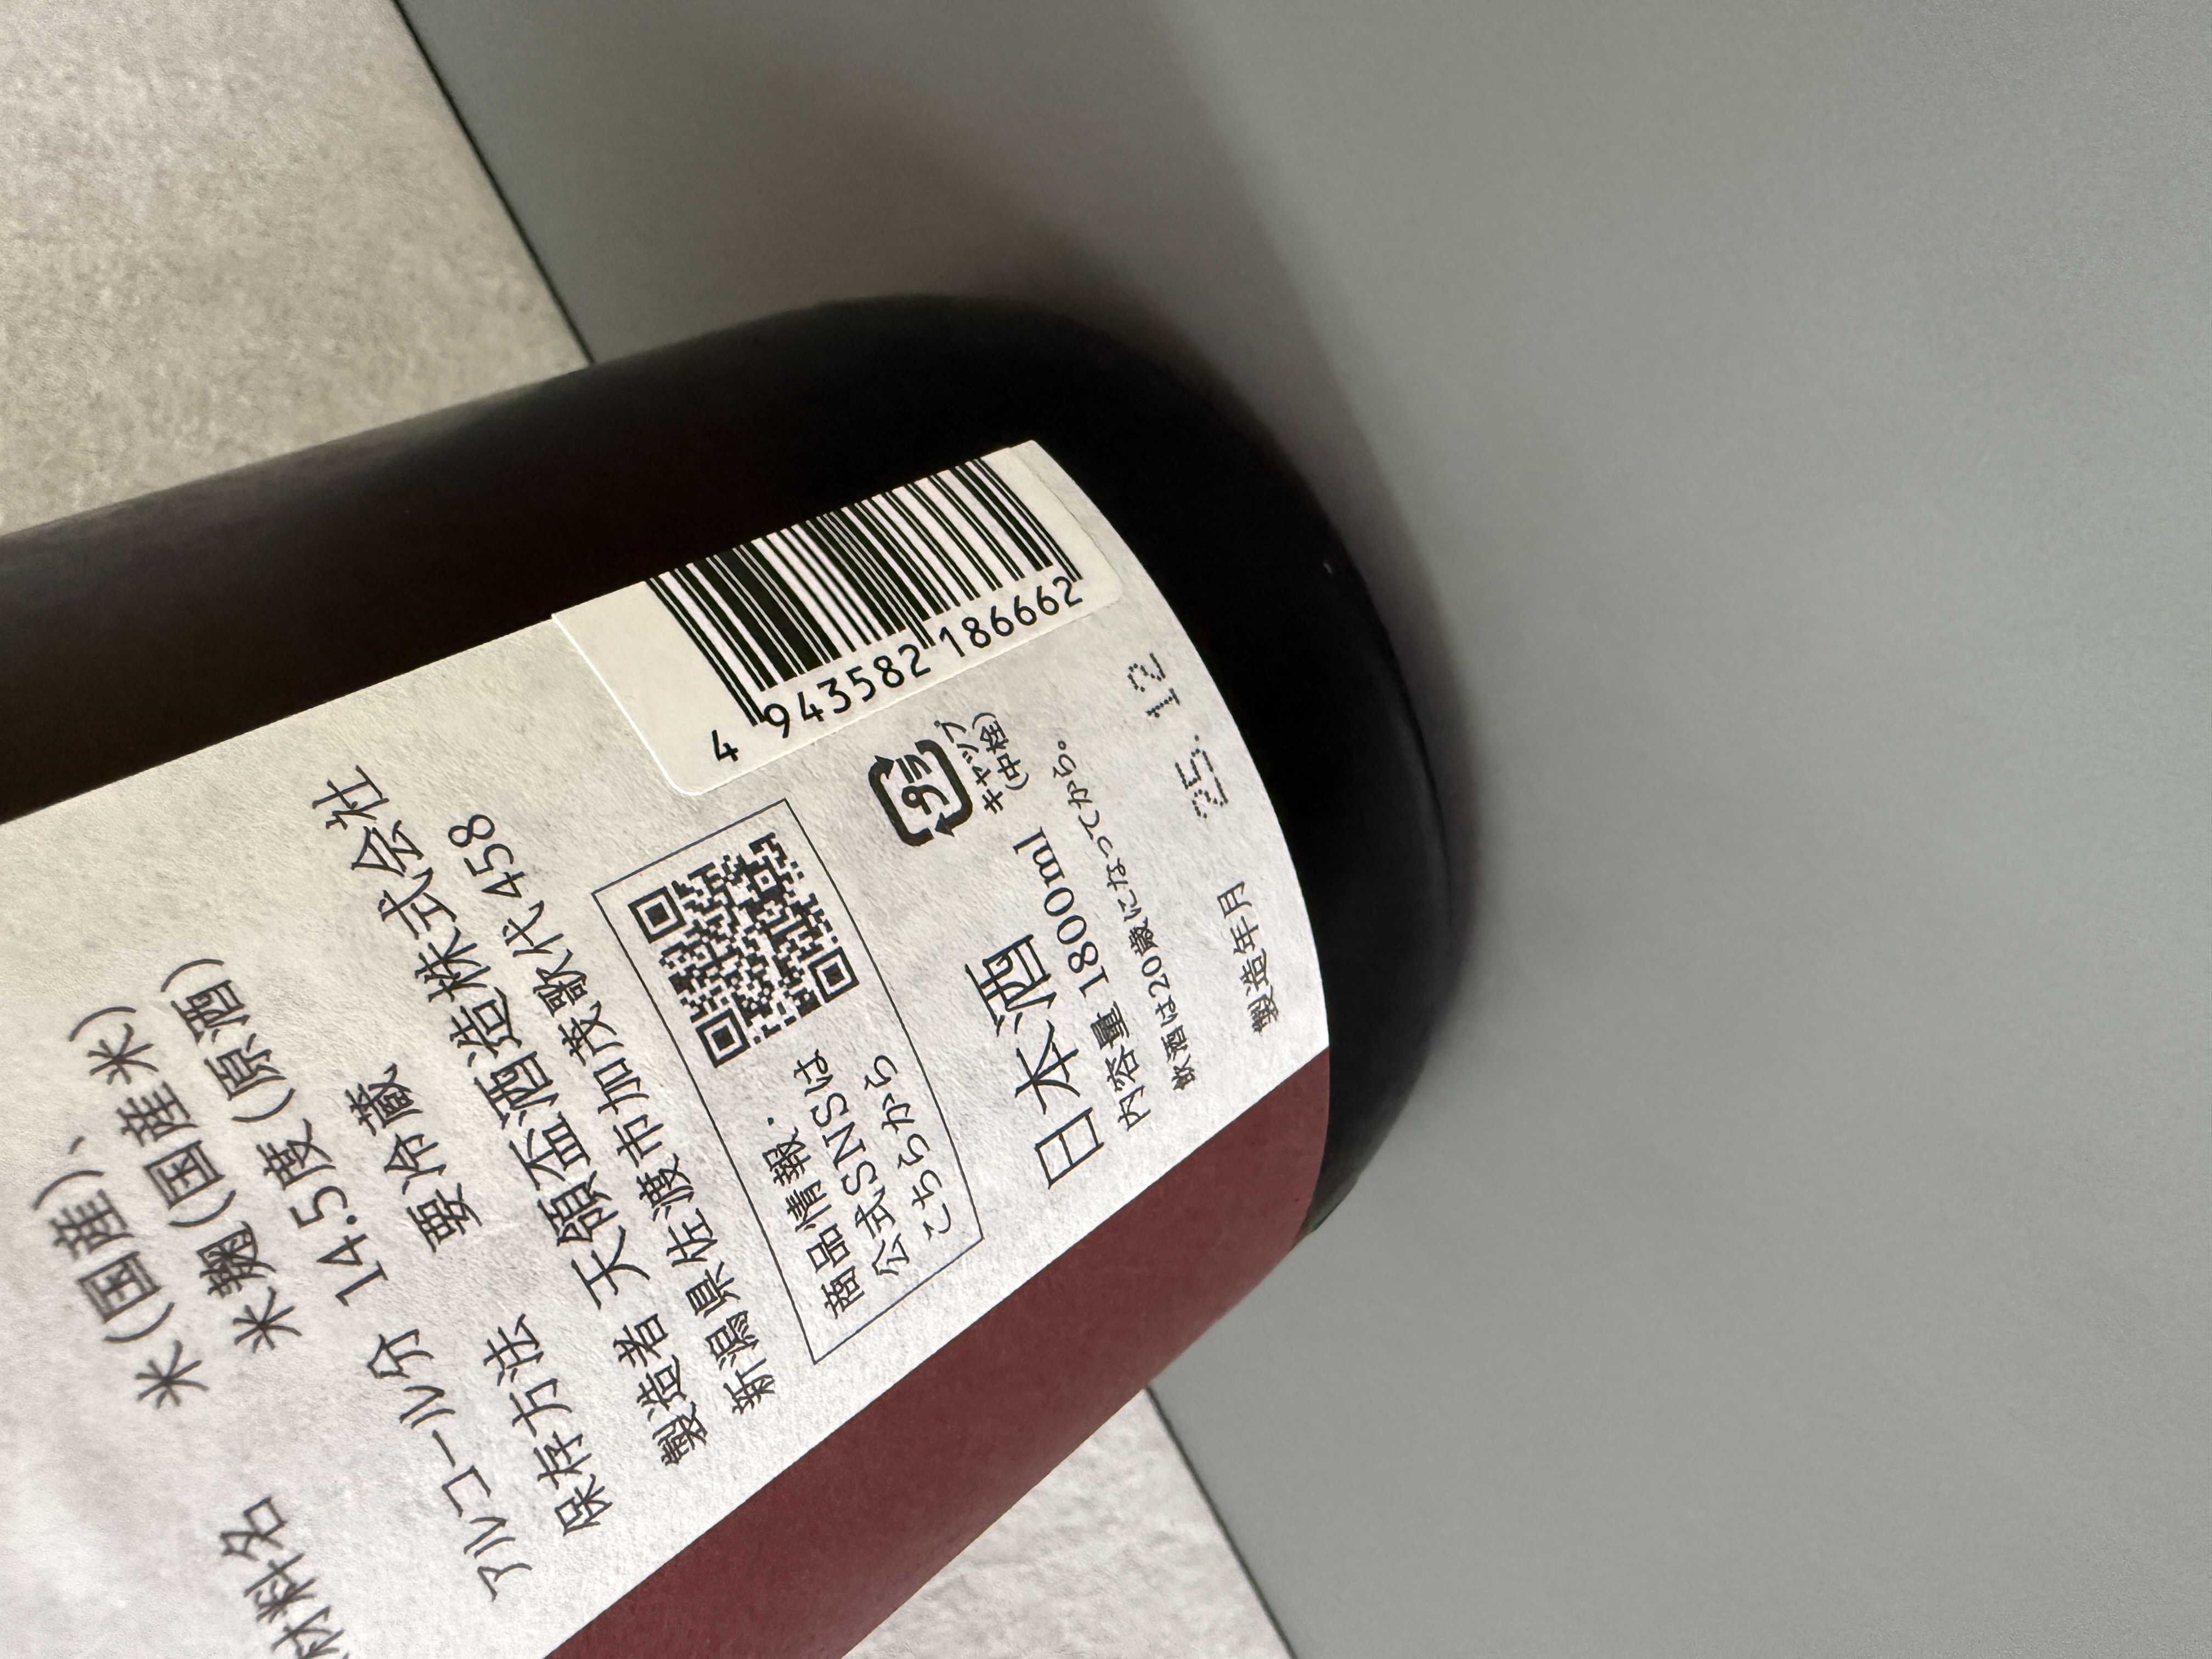 原材料名 米(国産)、
米麹(国産米)
アルコール分 14.5度(原酒)
保存方法 要冷蔵
製造者 天領盃酒造株式会社
新潟県佐渡市加茂歌代458
商品情報・
公式SNSは
こちらから
4 943582 186662
プラ
キャップ
(中栓)
日本酒
内容量 1800ml
飲酒は20歳になってから。
製造年月 25.12